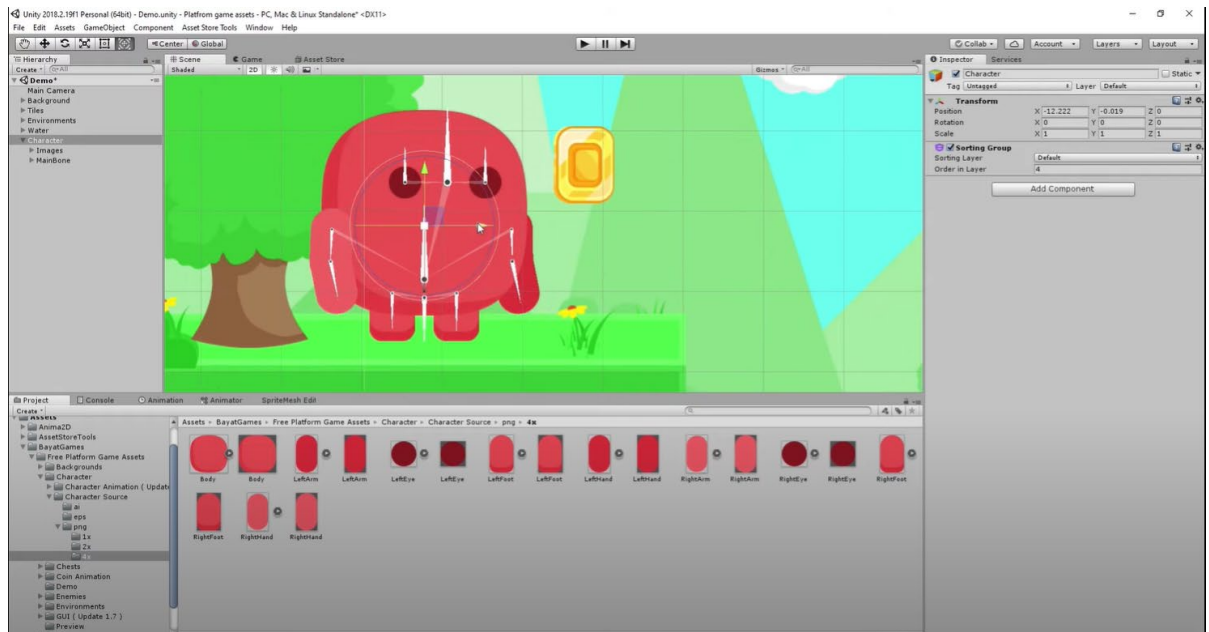 Unity 2018.2.19f1 Personal (64bit) - Demo.unity - Platfrom game assets - PC, Mac & Linux Standalone* <DX11>
File Edit Assets GameObject Component Asset Store Tools Window Help
Center Global Collab Account Layers Layout
Hierarchy Scene Game Asset Store Inspector Services
Create All Shaded 2D Gizmos All Character Static
Demo* Tag Untagged Layer Default
Main Camera
Background Transform
Tiles Position X -12.222 Y -0.019 Z 0
Environments Rotation X 0 Y 0 Z 0
Water Scale X 1 Y 1 Z 1
Character
Images Sorting Group
MainBone Sorting Layer Default
Order in Layer 4
Add Component
Project Console Animation Animator SpriteMesh Edit
Create
Assets Assets BayatGames Free Platform Game Assets Character Character Source png 4x
Anima2D
AssetStoreTools
BayatGames
Free Platform Game Assets
Backgrounds
Character
Character Animation ( Updat
Character Source
ai
eps
png
1x
2x
4x
Chests
Coin Animation
Demo
Enemies
Environments
GUI ( Update 1.7 )
Preview
Body Body LeftArm LeftArm LeftEye LeftEye LeftFoot LeftFoot LeftHand LeftHand RightArm RightArm RightEye RightEye RightFoot
RightFoot RightHand RightHand